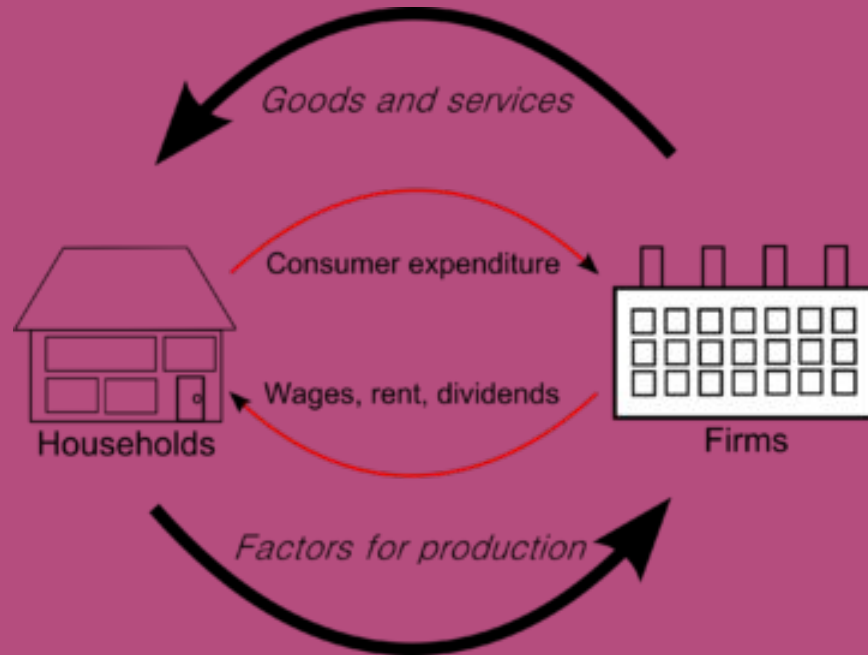 Goods and services
Consumer expenditure
Wages, rent, dividends
Households
Firms
Factors for production